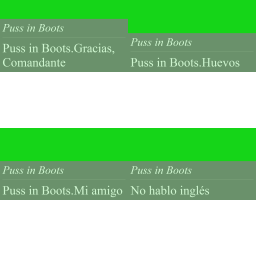 Puss in Boots
Puss in Boots.Gracias,
Comandante
Puss in Boots
Puss in Boots.Huevos
Puss in Boots
Puss in Boots.Mi amigo
Puss in Boots
No hablo inglés